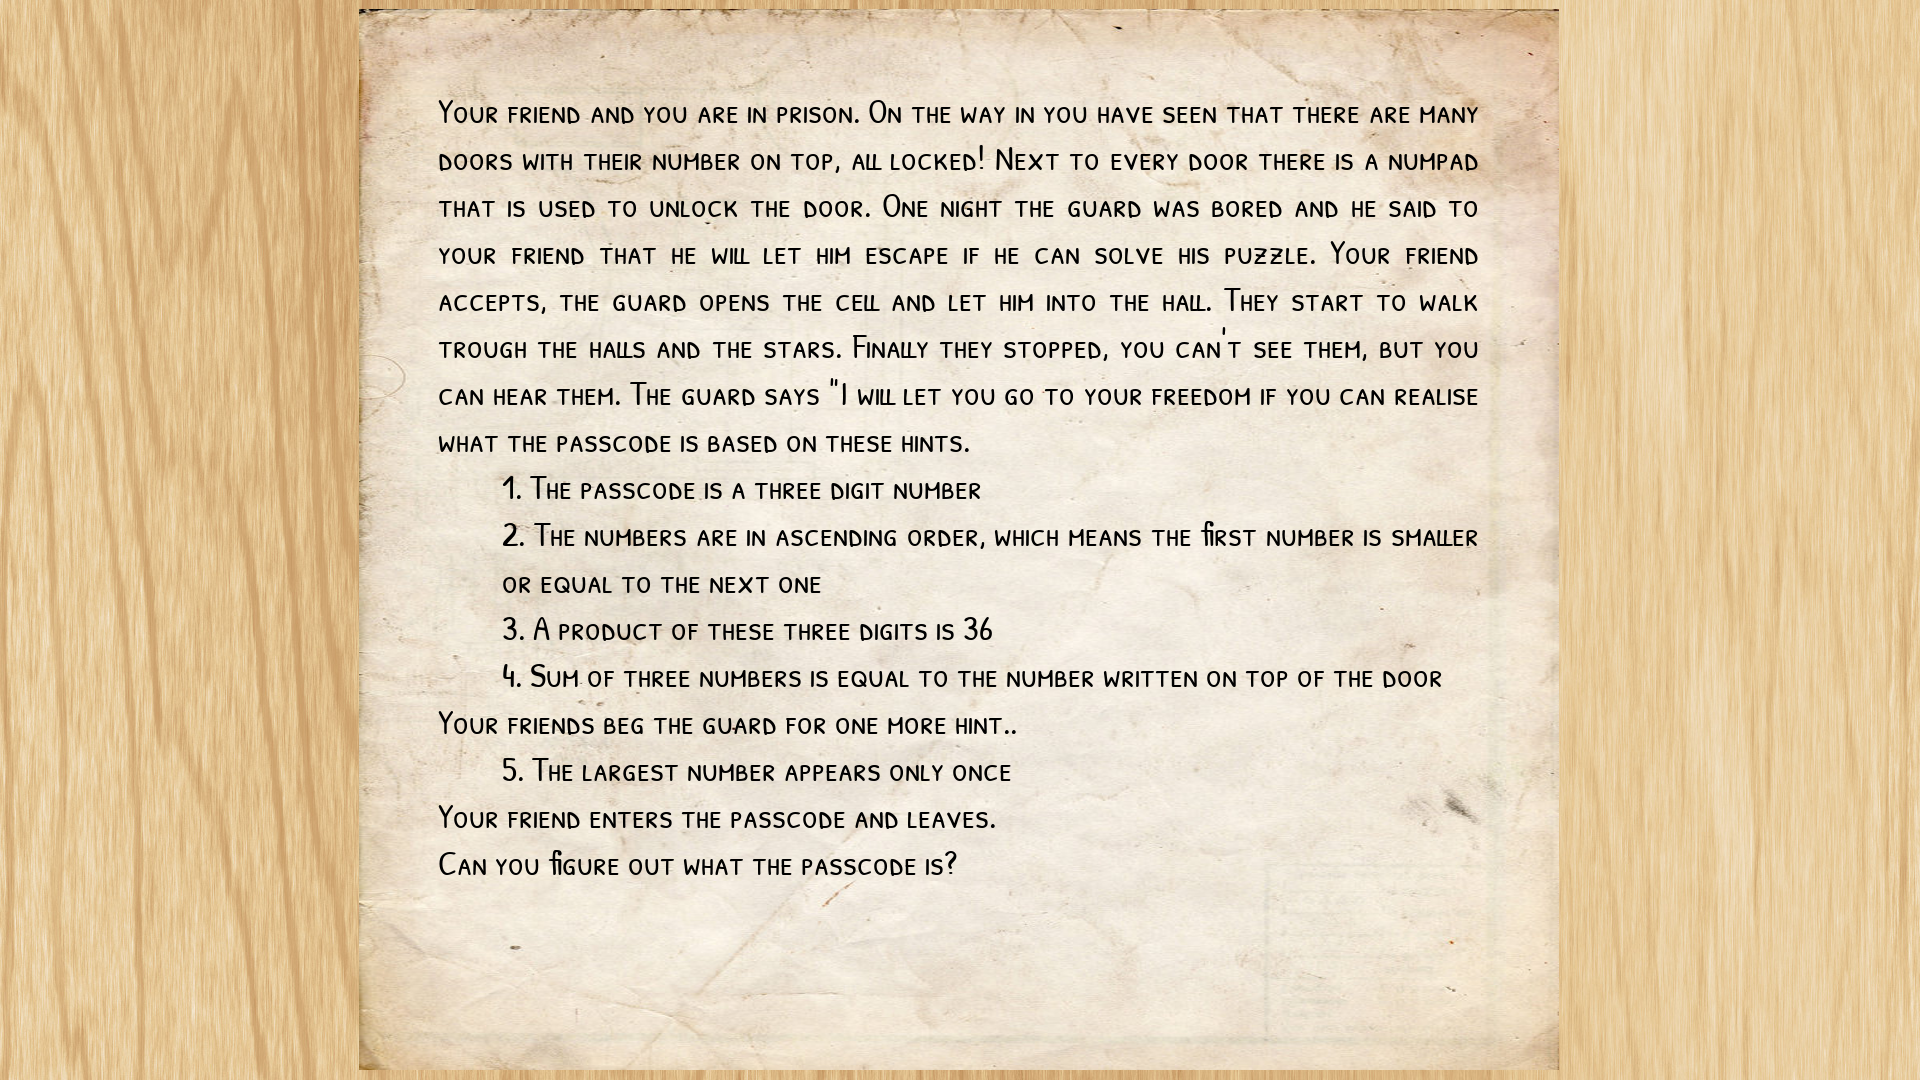 Your friend and you are in prison. On the way in you have seen that there are many
doors with their number on top, all locked! Next to every door there is a numpad
that is used to unlock the door. One night the guard was bored and he said to
your friend that he will let him escape if he can solve his puzzle. Your friend
accepts, the guard opens the cell and let him into the hall. They start to walk
trough the halls and the stars. Finally they stopped, you can't see them, but you
can hear them. The guard says "I will let you go to your freedom if you can realise
what the passcode is based on these hints.
1. The passcode is a three digit number
2. The numbers are in ascending order, which means the first number is smaller
or equal to the next one
3. A product of these three digits is 36
4. Sum of three numbers is equal to the number written on top of the door
Your friends beg the guard for one more hint..
5. The largest number appears only once
Your friend enters the passcode and leaves.
Can you figure out what the passcode is?